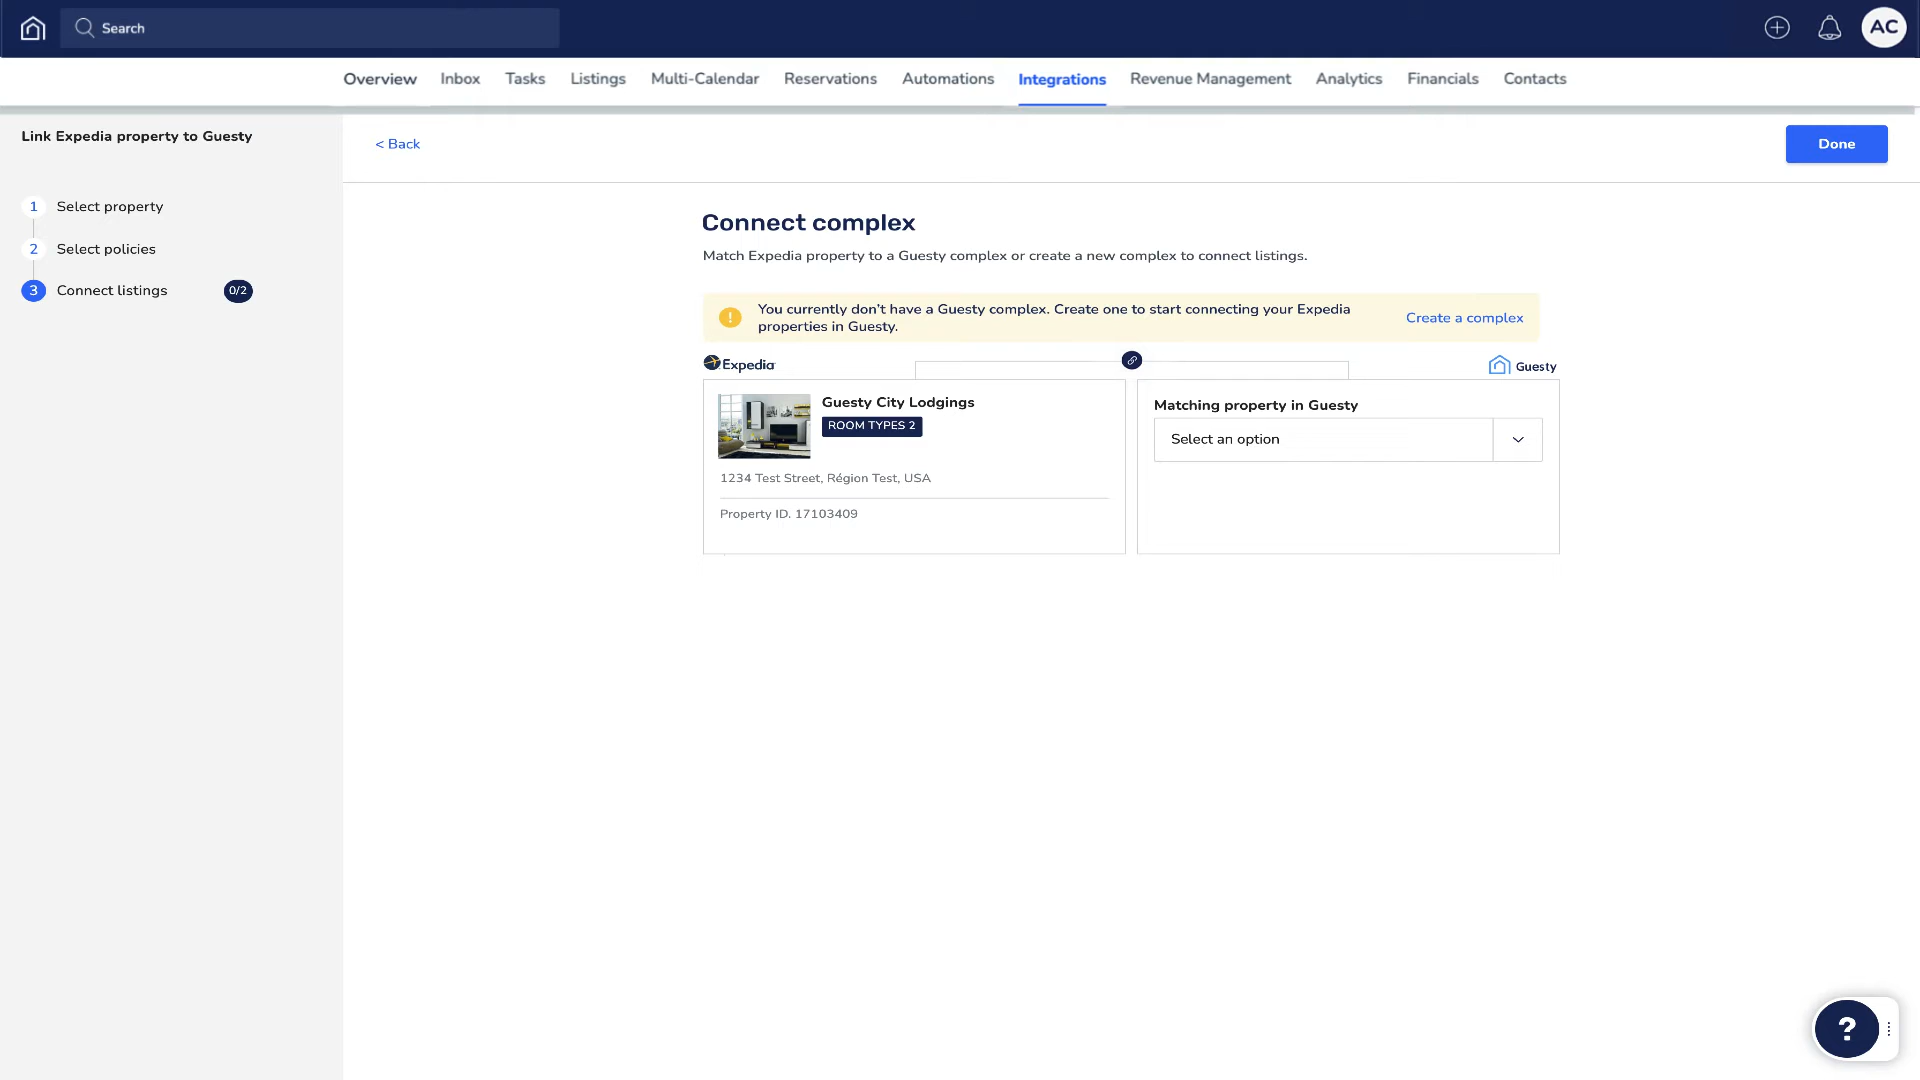 Search
AC
Overview
Inbox
Tasks
Listings
Multi-Calendar
Reservations
Automations
Integrations
Revenue Management
Analytics
Financials
Contacts
Link Expedia property to Guesty
1 Select property
2 Select policies
3 Connect listings 0/2
< Back
Done
Connect complex
Match Expedia property to a Guesty complex or create a new complex to connect listings.
You currently don't have a Guesty complex. Create one to start connecting your Expedia
properties in Guesty.
Create a complex
Expedia
Guesty
Guesty City Lodgings
ROOM TYPES 2
1234 Test Street, Région Test, USA
Property ID. 17103409
Matching property in Guesty
Select an option
?